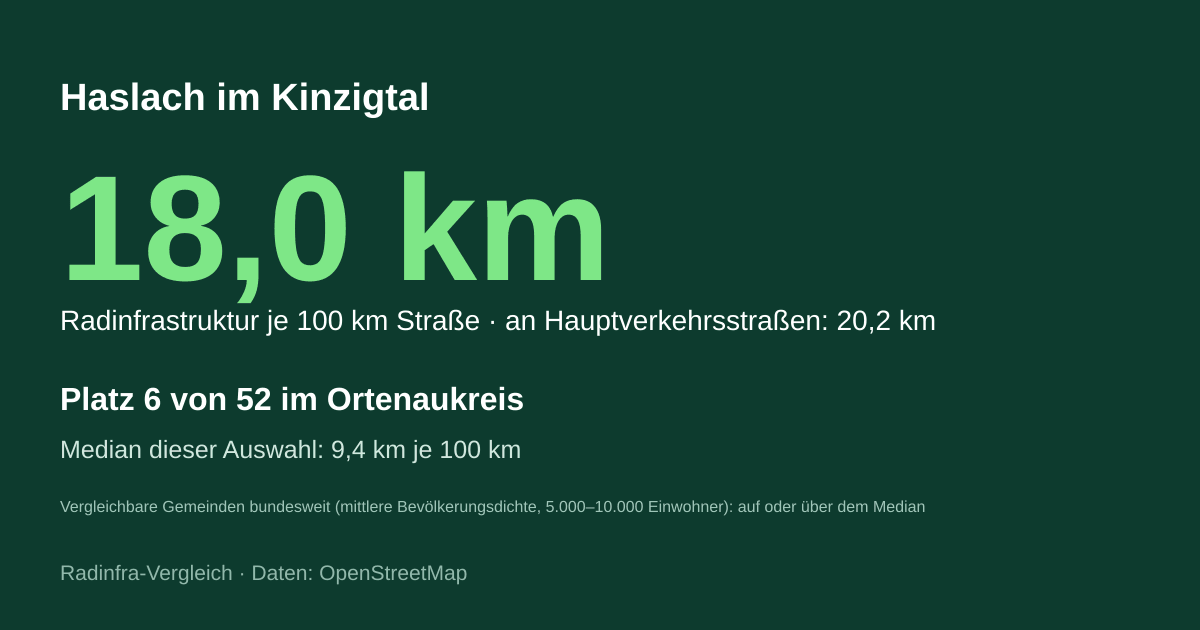 Haslach im Kinzigtal
18,0 km
Radinfrastruktur je 100 km Straße · an Hauptverkehrsstraßen: 20,2 km
Platz 6 von 52 im Ortenaukreis
Median dieser Auswahl: 9,4 km je 100 km
Vergleichbare Gemeinden bundesweit (mittlere Bevölkerungsdichte, 5.000–10.000 Einwohner): auf oder über dem Median
Radinfra-Vergleich · Daten: OpenStreetMap